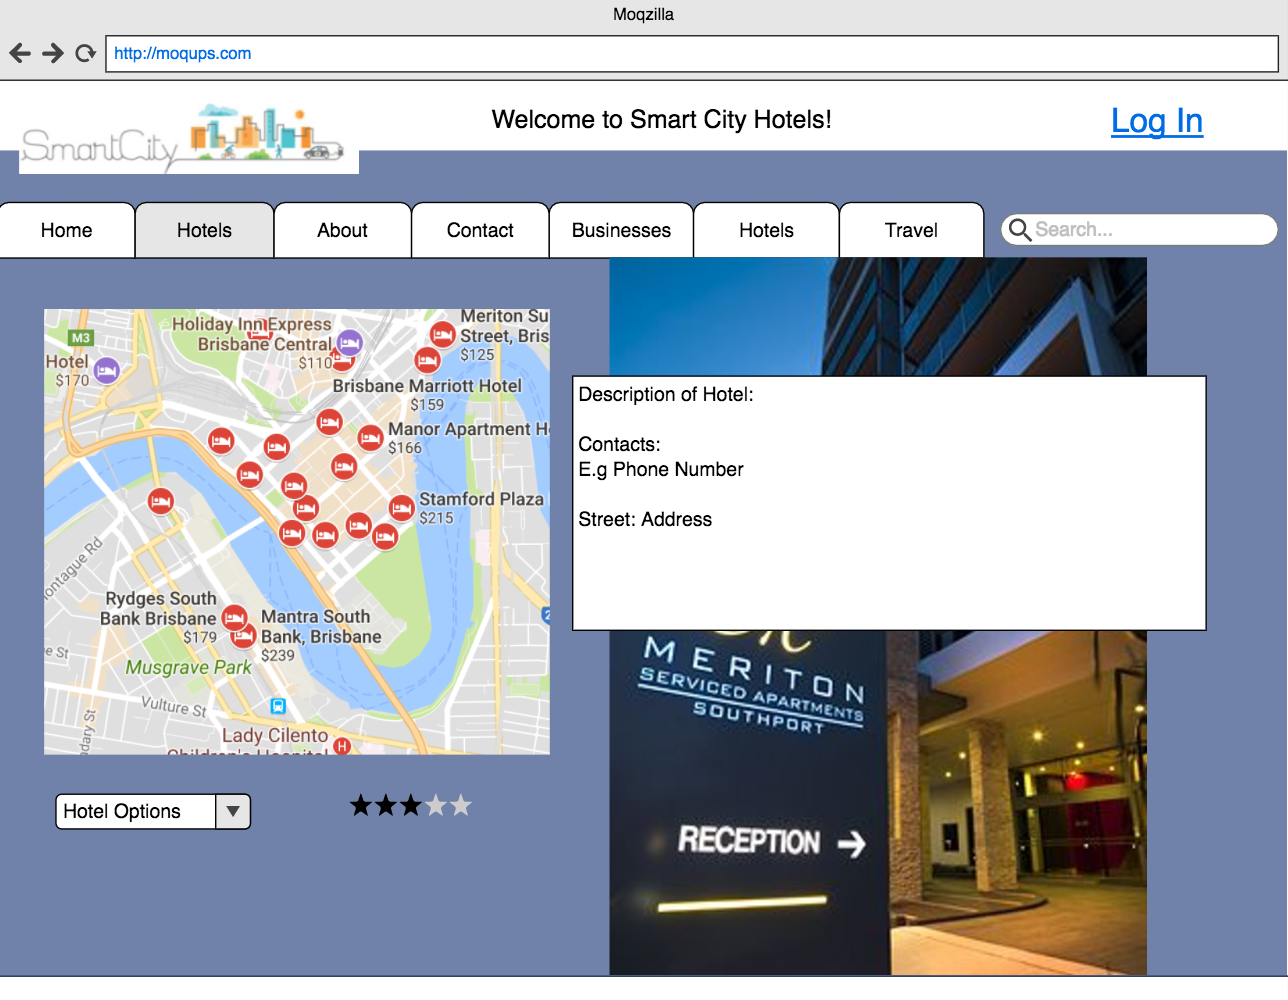 Moqzilla
http://moqups.com
SmartCity
Welcome to Smart City Hotels!
Log In
Home
Hotels
About
Contact
Businesses
Hotels
Travel
Search...
M3
Hotel
$170
Holiday Inn Express
Brisbane Central
$110
Meriton Su
Street, Bris
$125
Brisbane Marriott Hotel
$159
Manor Apartment H
$166
Stamford Plaza
$215
ontague Rd
Rydges South
Bank Brisbane
$179
Mantra South
Bank, Brisbane
$239
e St
Musgrave Park
Vulture St
dary St
Lady Cilento
Children's Hospital
H
2
Hotel Options
Description of Hotel:
Contacts:
E.g Phone Number
Street: Address
MERITON
SERVICED APARTMENTS
SOUTHPORT
RECEPTION